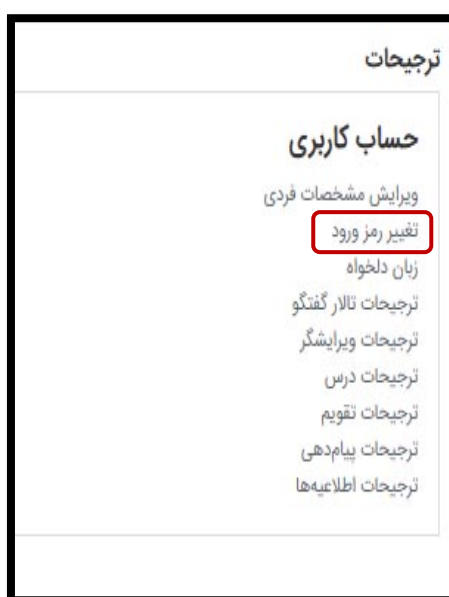 ترجیحات
حساب کاربری
ویرایش مشخصات فردی
تغییر رمز ورود
زبان دلخواه
ترجیحات تالار گفتگو
ترجیحات ویرایشگر
ترجیحات درس
ترجیحات تقویم
ترجیحات پیام‌دهی
ترجیحات اطلاعیه‌ها